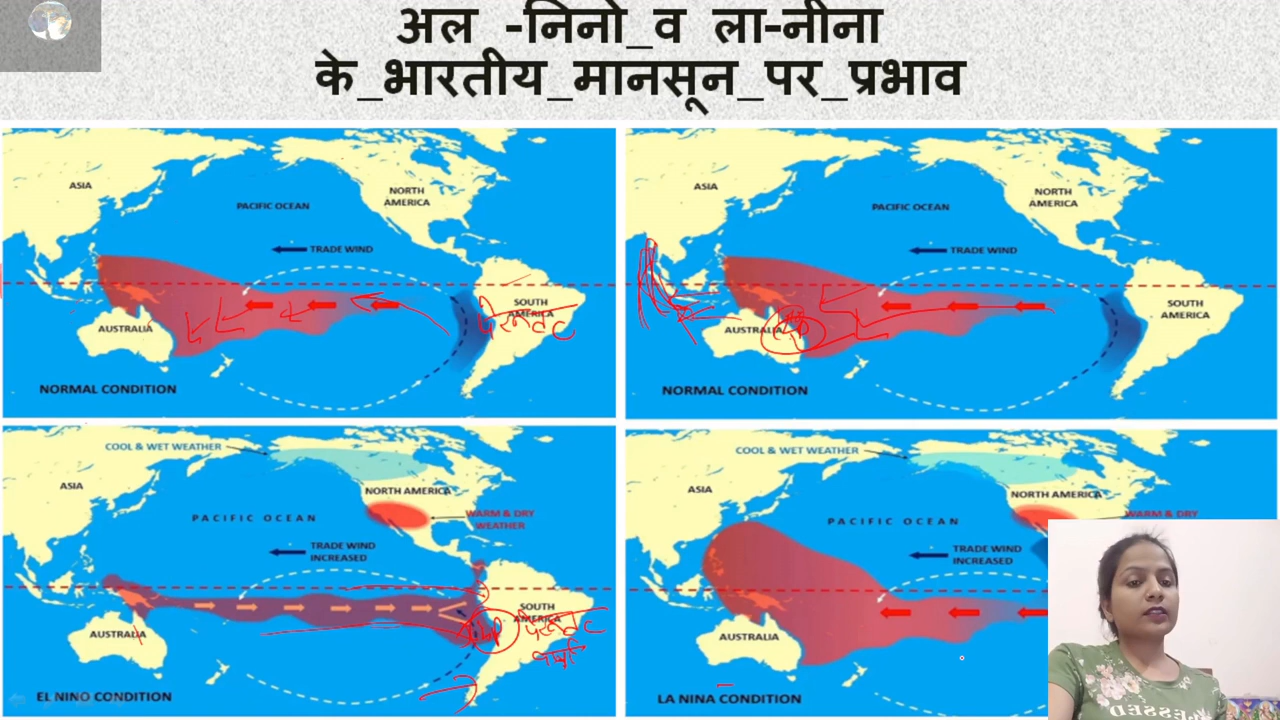 अल -निनो_व ला-नीना
के_भारतीय_मानसून_पर_प्रभाव
ASIA
NORTH
AMERICA
PACIFIC OCEAN
TRADE WIND
SOUTH
AMERICA
AUSTRALIA
NORMAL CONDITION
ASIA
NORTH
AMERICA
PACIFIC OCEAN
TRADE WIND
SOUTH
AMERICA
AUSTRALIA
NORMAL CONDITION
COOL & WET WEATHER
ASIA
NORTH AMERICA
PACIFIC OCEAN
WARM & DRY
WEATHER
TRADE WIND
INCREASED
SOUTH
AMERICA
AUSTRALIA
EL NINO CONDITION
COOL & WET WEATHER
ASIA
NORTH AMERICA
PACIFIC OCEAN
WARM & DRY
TRADE WIND
INCREASED
AUSTRALIA
LA NINA CONDITION